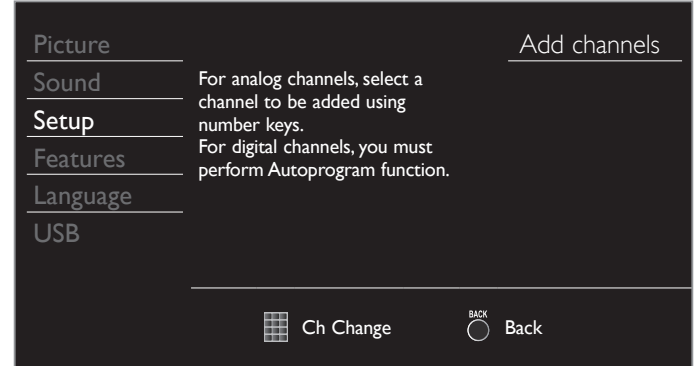 Picture
Sound
Setup
Features
Language
USB
Add channels
For analog channels, select a
channel to be added using
number keys.
For digital channels, you must
perform Autoprogram function.
Ch Change
BACK
Back